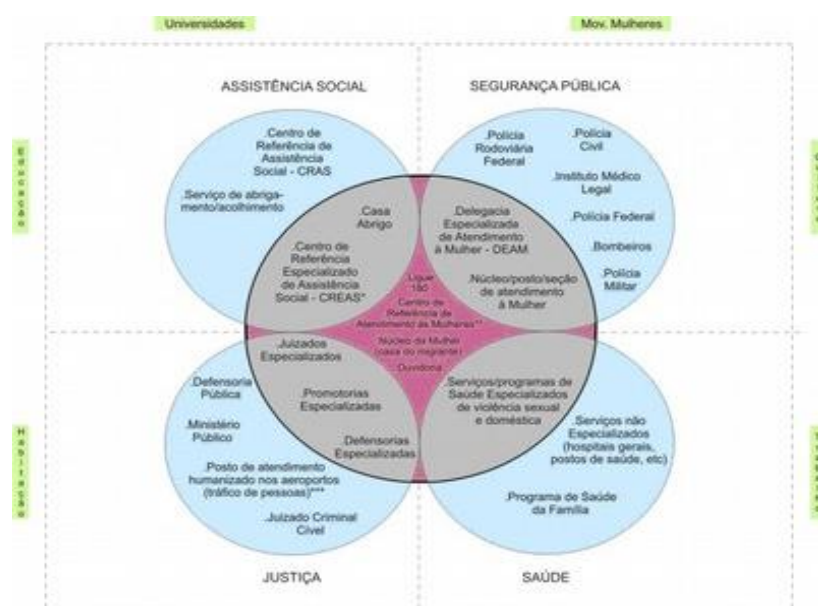 Universidades
Mov. Mulheres
ASSISTÊNCIA SOCIAL
SEGURANÇA PÚBLICA
Educação
.Centro de
Referência de
Assistência
Social - CRAS
.Serviço de abriga-
mento/acolhimento
.Casa
Abrigo
.Centro de
Referência
Especializado
de Assistência
Social - CREAS*
.Polícia
Rodoviária
Federal
.Polícia
Civil
.Instituto Médico
Legal
.Polícia Federal
.Bombeiros
.Polícia
Militar
.Delegacia
Especializada
de Atendimento
à Mulher - DEAM
.Núcleo/posto/seção
de atendimento
à Mulher
Ligue
180
Centro de
Referência de
Atendimento às Mulheres**
Núcleo da Mulher
(casa do migrante)
Ouvidoria
Habitação
.Juizados
Especializados
.Promotorias
Especializadas
.Defensorias
Especializadas
.Defensoria
Pública
.Ministério
Público
.Posto de atendimento
humanizado nos aeroportos
(tráfico de pessoas)***
.Juizado Criminal
Cível
.Serviços/programas de
Saúde Especializados
de violência sexual
e doméstica
.Serviços não
Especializados
(hospitais gerais,
postos de saúde, etc)
.Programa de Saúde
da Família
JUSTIÇA
SAÚDE